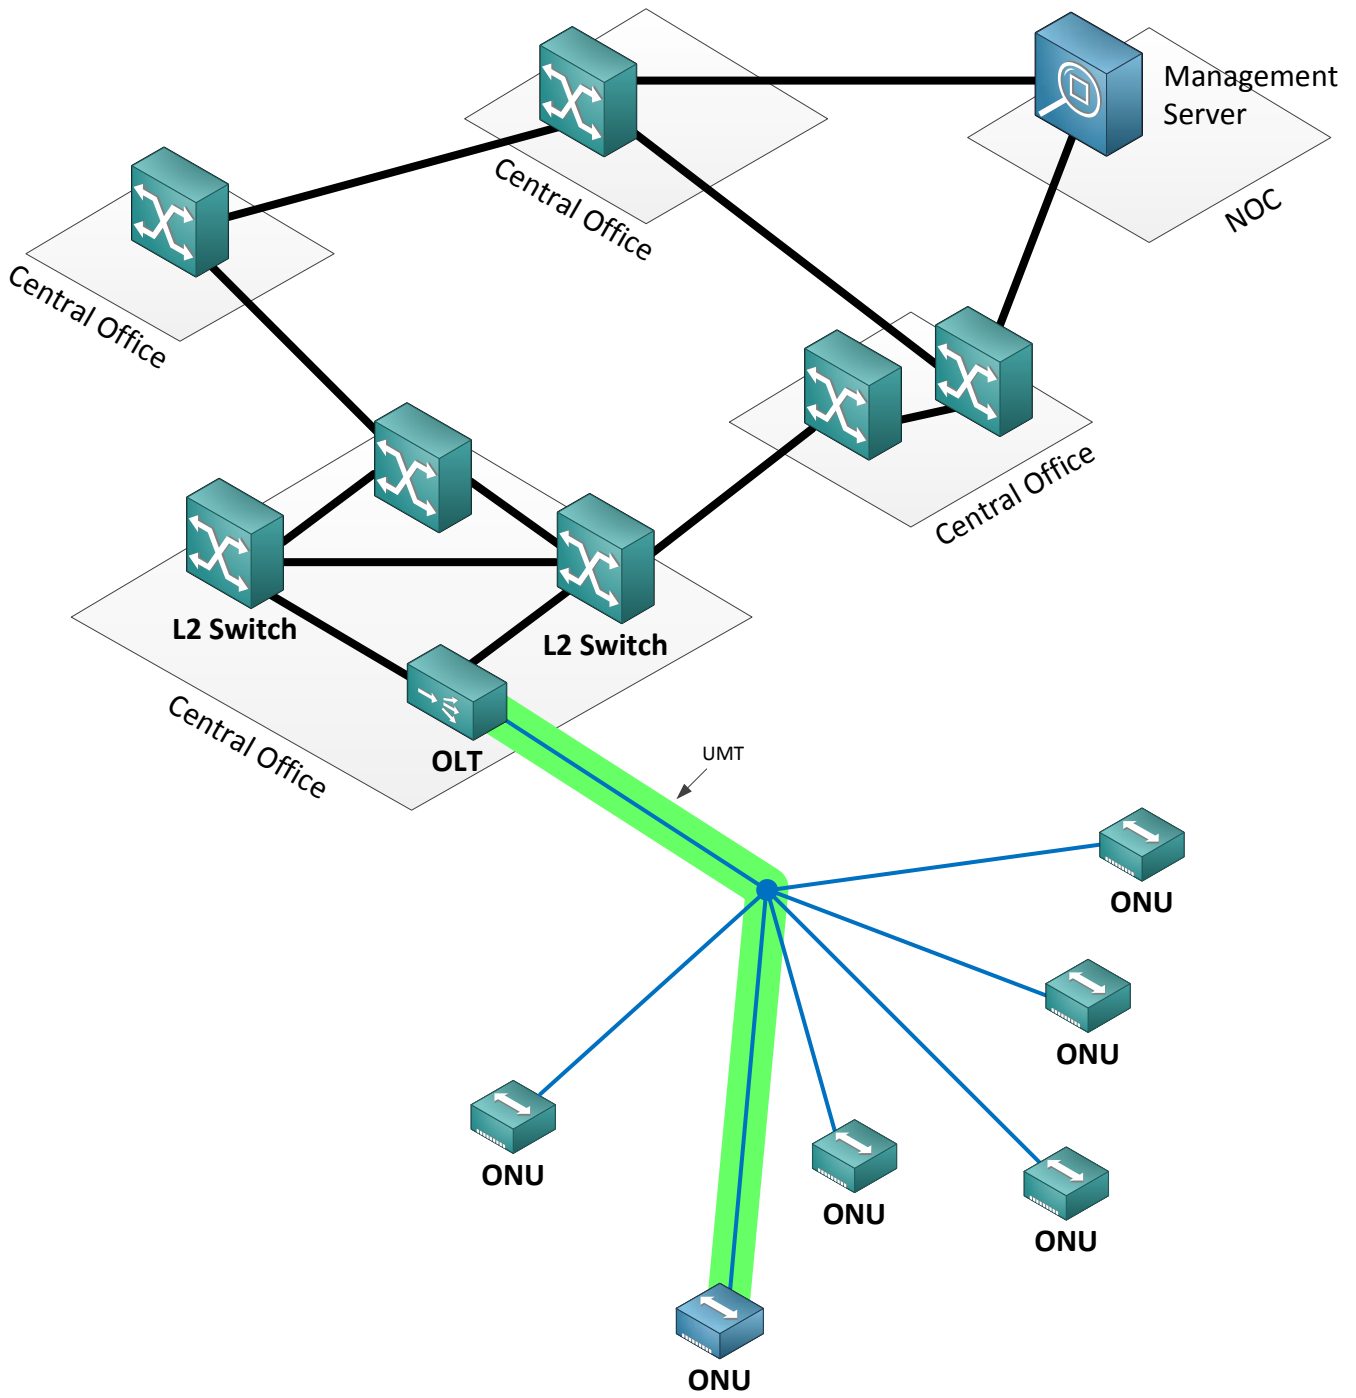 Management
Server
NOC
Central Office
Central Office
Central Office
L2 Switch
L2 Switch
Central Office
OLT
UMT
ONU
ONU
ONU
ONU
ONU
ONU